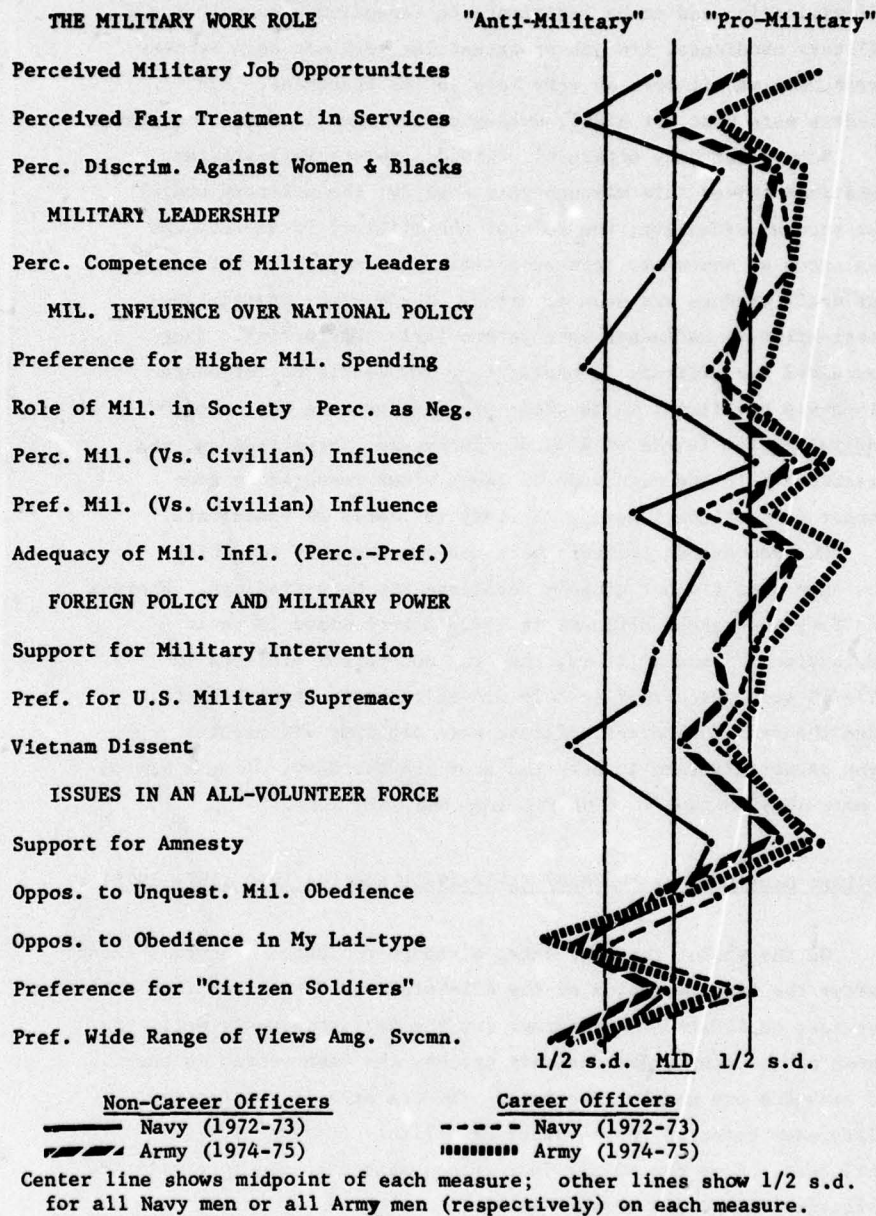 THE MILITARY WORK ROLE "Anti-Military" "Pro-Military"
Perceived Military Job Opportunities
Perceived Fair Treatment in Services
Perc. Discrim. Against Women & Blacks
MILITARY LEADERSHIP
Perc. Competence of Military Leaders
MIL. INFLUENCE OVER NATIONAL POLICY
Preference for Higher Mil. Spending
Role of Mil. in Society Perc. as Neg.
Perc. Mil. (Vs. Civilian) Influence
Pref. Mil. (Vs. Civilian) Influence
Adequacy of Mil. Infl. (Perc.-Pref.)
FOREIGN POLICY AND MILITARY POWER
Support for Military Intervention
Pref. for U.S. Military Supremacy
Vietnam Dissent
ISSUES IN AN ALL-VOLUNTEER FORCE
Support for Amnesty
Oppos. to Unquest. Mil. Obedience
Oppos. to Obedience in My Lai-type
Preference for "Citizen Soldiers"
Pref. Wide Range of Views Amg. Svcmn.
1/2 s.d. MID 1/2 s.d.
Non-Career Officers Career Officers
Navy (1972-73) Navy (1972-73)
Army (1974-75) Army (1974-75)
Center line shows midpoint of each measure; other lines show 1/2 s.d.
for all Navy men or all Army men (respectively) on each measure.